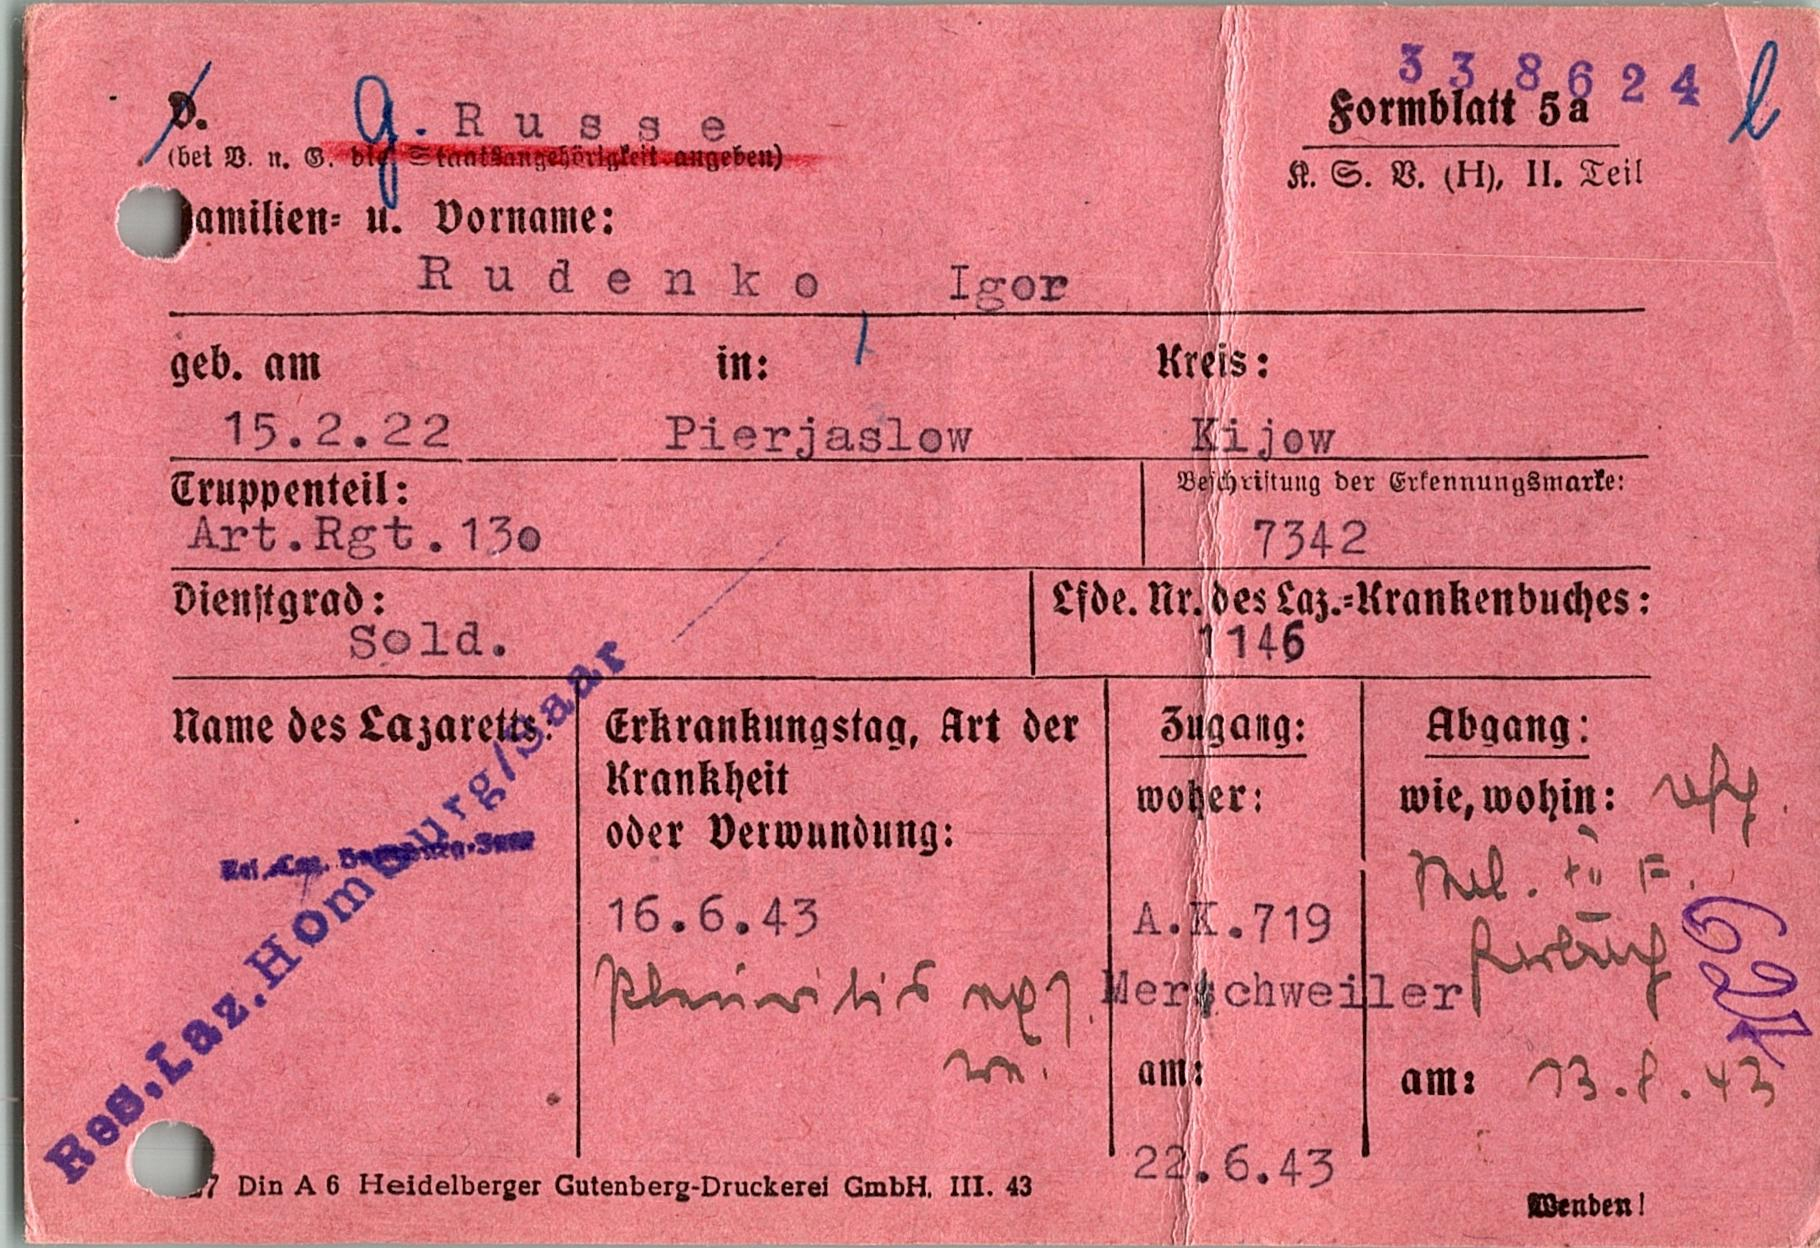 338624
V. g. Russe
Formblatt 5a
(bei V. n. G. die Staatsangehörigkeit angeben)
K. S. V. (H), II. Teil
Familien= u. Vorname:
Rudenko Igor
geb. am in: Kreis:
15.2.22 Pierjaslow Kijow
Truppenteil: Beschriftung der Erkennungsmarke:
Art.Rgt.13o 7342
Dienstgrad: Lfde. Nr. des Laz.=Krankenbuches:
Sold. 1146
Name des Lazaretts: Erkrankungstag, Art der Krankheit oder Verwundung: Zugang: Abgang:
woher: wie, wohin:
Res.Laz.Homburg/Saar
16.6.43 A.K.719
Pleuritis
Merschweiler
am: am: 13.8.43
22.6.43
Din A 6 Heidelberger Gutenberg-Druckerei GmbH. III. 43
Wenden!